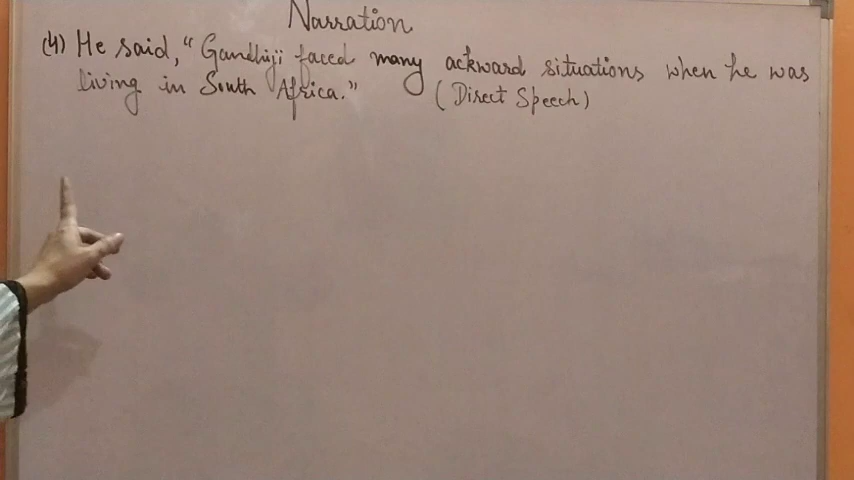 Narration
(4) He said, "Gandhiji faced many ackward situations when he was
living in South Africa." (Direct Speech)